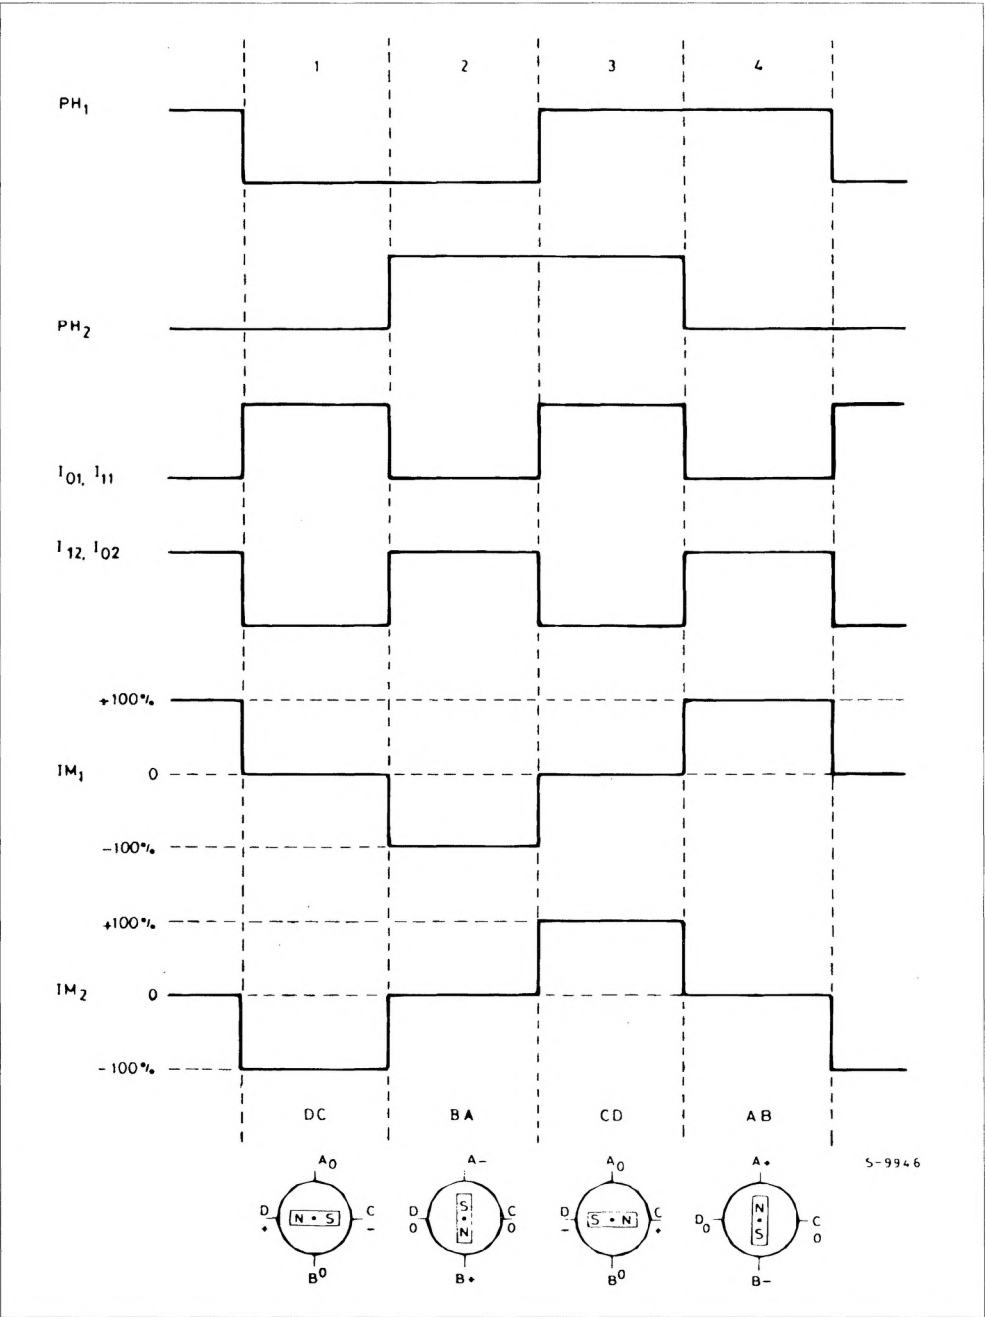 1 2 3 4
PH1
PH2
I01, I11
I12, I02
+100%
IM1 0
-100%
+100%
IM2 0
-100%
DC BA CD AB
S-9946
A0 A- A0 A+
D + N • S C -
D 0 S • N C 0
D - S • N C +
D0 N • S C 0
B0 B+ B0 B-